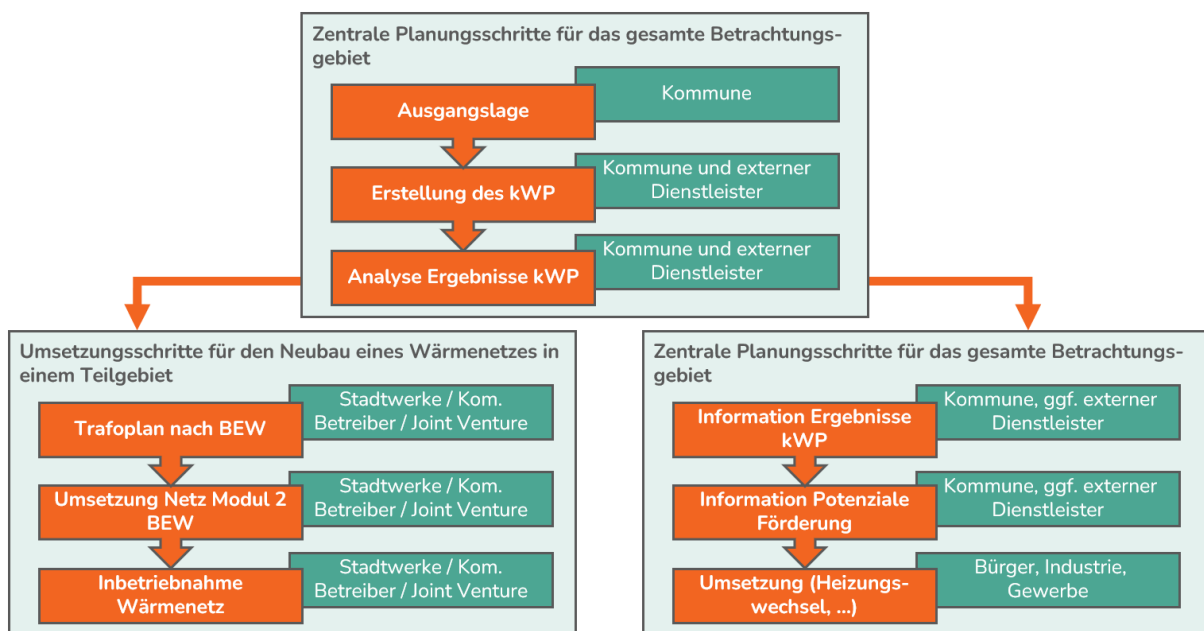 Zentrale Planungsschritte für das gesamte Betrachtungs-
gebiet
Ausgangslage
Kommune
Erstellung des kWP
Kommune und externer
Dienstleister
Analyse Ergebnisse kWP
Kommune und externer
Dienstleister
Umsetzungsschritte für den Neubau eines Wärmenetzes in
einem Teilgebiet
Trafoplan nach BEW
Stadtwerke / Kom.
Betreiber / Joint Venture
Umsetzung Netz Modul 2
BEW
Stadtwerke / Kom.
Betreiber / Joint Venture
Inbetriebnahme
Wärmenetz
Stadtwerke / Kom.
Betreiber / Joint Venture
Zentrale Planungsschritte für das gesamte Betrachtungs-
gebiet
Information Ergebnisse
kWP
Kommune, ggf. externer
Dienstleister
Information Potenziale
Förderung
Kommune, ggf. externer
Dienstleister
Umsetzung (Heizungs-
wechsel, ...)
Bürger, Industrie,
Gewerbe